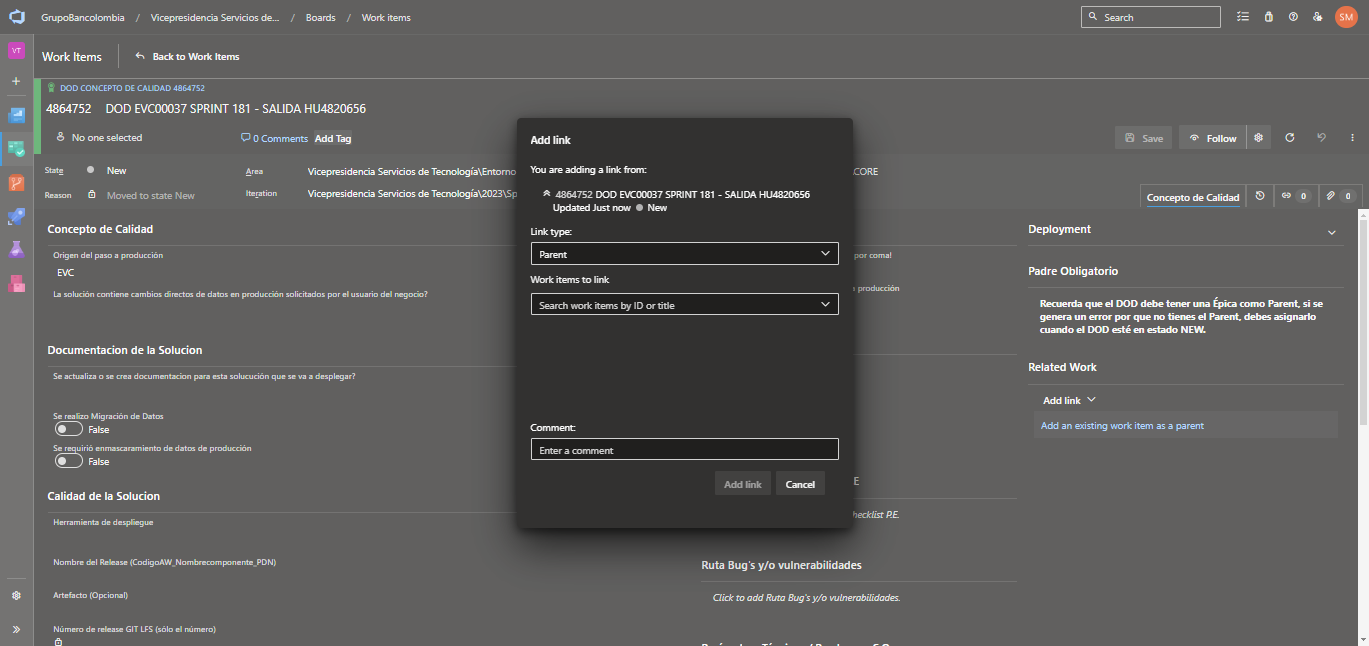 GrupoBancolombia / Vicepresidencia Servicios de... / Boards / Work items
Search
SM
VT
Work Items
Back to Work Items
DOD CONCEPTO DE CALIDAD 4864752
4864752 DOD EVC00037 SPRINT 181 - SALIDA HU4820656
No one selected
0 Comments
Add Tag
Save
Follow
State
New
Area
Vicepresidencia Servicios de Tecnología\Entorno
CORE
Reason
Moved to state New
Iteration
Vicepresidencia Servicios de Tecnología\2023\Sp
Concepto de Calidad
0
0
Concepto de Calidad
Origen del paso a producción
EVC
La solución contiene cambios directos de datos en producción solicitados por el usuario del negocio?
Documentacion de la Solucion
Se actualiza o se crea documentacion para esta solucución que se va a desplegar?
Se realizo Migración de Datos
False
Se requirió enmascaramiento de datos de producción
False
Calidad de la Solucion
Herramienta de despliegue
Nombre del Release (CodigoAW_Nombrecomponente_PDN)
Artefacto (Opcional)
Número de release GIT LFS (sólo el número)
Add link
You are adding a link from:
4864752 DOD EVC00037 SPRINT 181 - SALIDA HU4820656
Updated Just now
New
Link type:
Parent
Work items to link
Search work items by ID or title
Comment:
Enter a comment
Add link
Cancel
por comal
producción
E
hecklist P.E.
Ruta Bug's y/o vulnerabilidades
Click to add Ruta Bug's y/o vulnerabilidades.
Deployment
Padre Obligatorio
Recuerda que el DOD debe tener una Épica como Parent, si se
genera un error por que no tienes el Parent, debes asignarlo
cuando el DOD esté en estado NEW.
Related Work
Add link
Add an existing work item as a parent